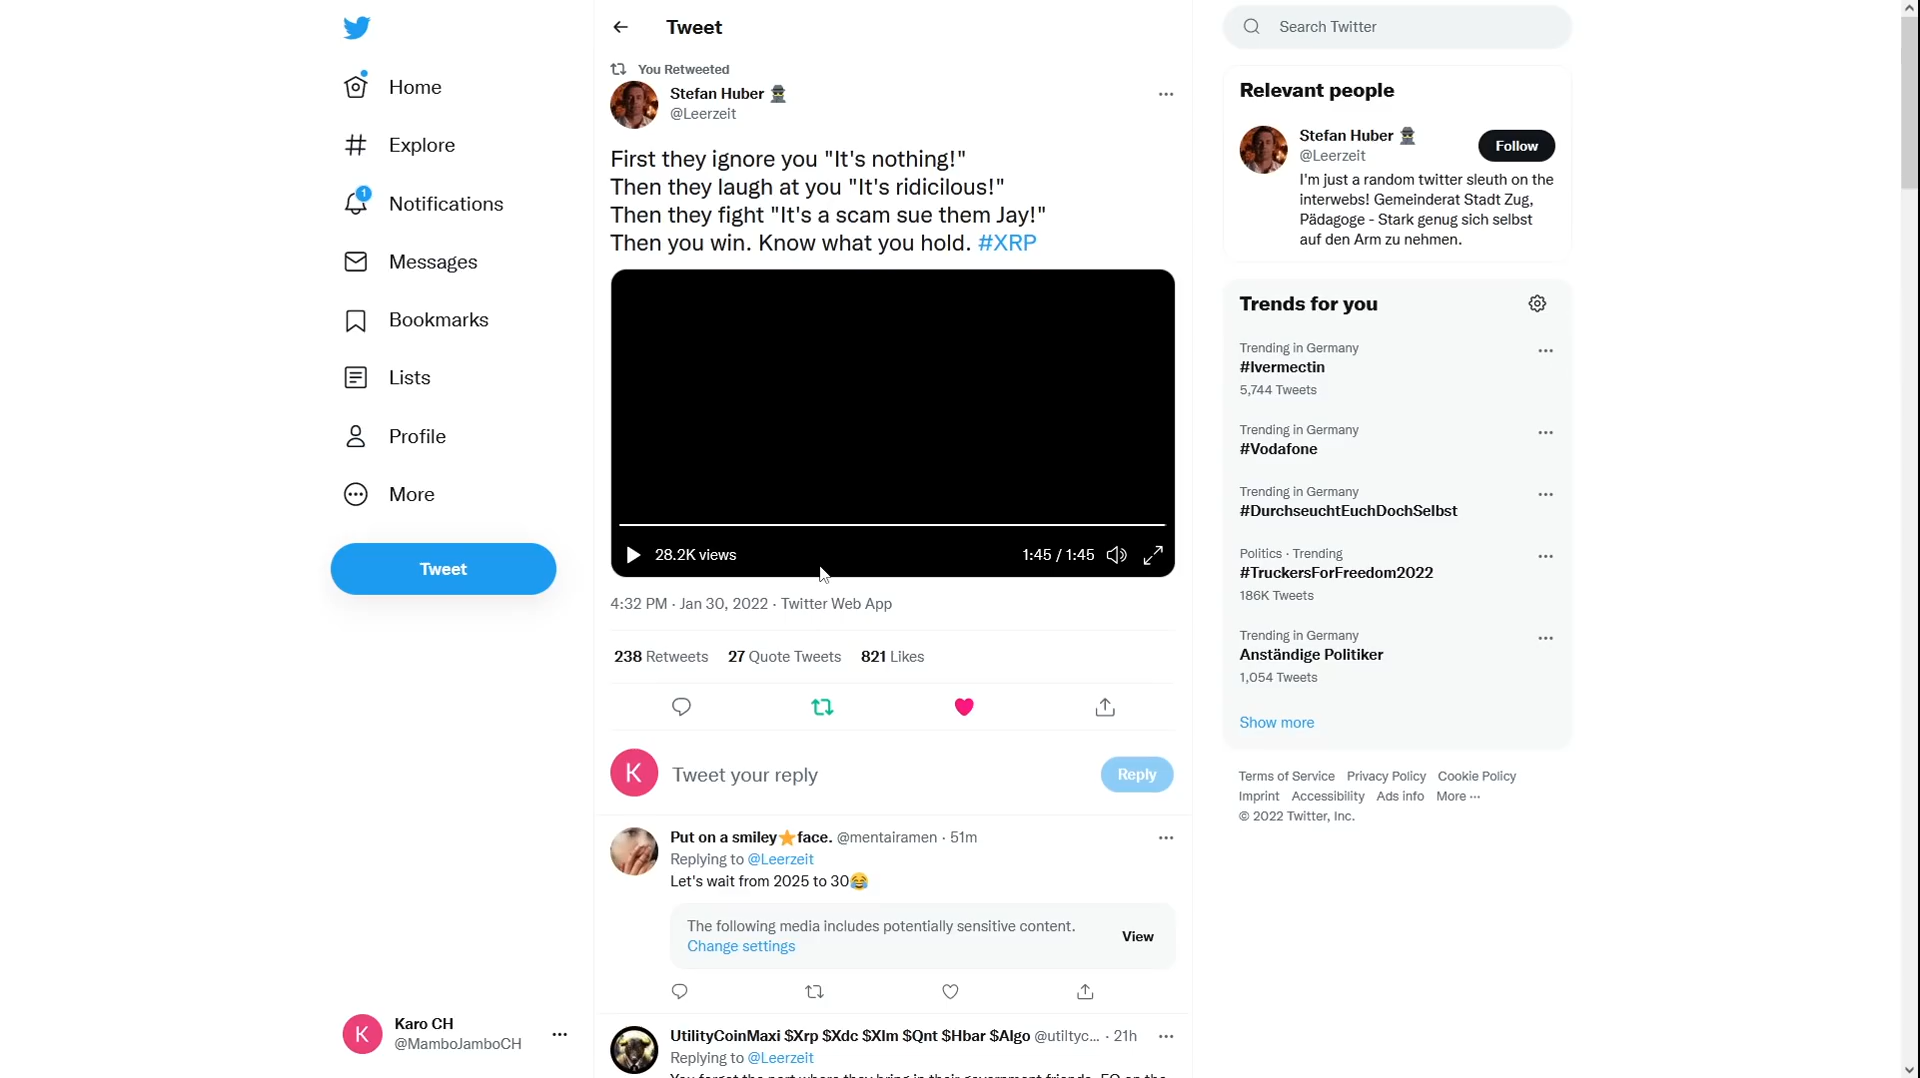 Home
Explore
1
Notifications
Messages
Bookmarks
Lists
Profile
More
Tweet
K
Karo CH
@MamboJamboCH
Tweet
You Retweeted
Stefan Huber
@Leerzeit
First they ignore you "It's nothing!"
Then they laugh at you "It's ridicilous!"
Then they fight "It's a scam sue them Jay!"
Then you win. Know what you hold. #XRP
28.2K views
1:45 / 1:45
4:32 PM · Jan 30, 2022 · Twitter Web App
238 Retweets 27 Quote Tweets 821 Likes
K
Tweet your reply
Reply
Put on a smiley⭐face. @mentairamen · 51m
Replying to @Leerzeit
Let's wait from 2025 to 30😂
The following media includes potentially sensitive content.
Change settings
View
UtilityCoinMaxi $Xrp $Xdc $Xlm $Qnt $Hbar $Algo @utiltyc... · 21h
Replying to @Leerzeit
Search Twitter
Relevant people
Stefan Huber
@Leerzeit
Follow
I'm just a random twitter sleuth on the
interwebs! Gemeinderat Stadt Zug,
Pädagoge - Stark genug sich selbst
auf den Arm zu nehmen.
Trends for you
Trending in Germany
#Ivermectin
5,744 Tweets
Trending in Germany
#Vodafone
Trending in Germany
#DurchseuchtEuchDochSelbst
Politics · Trending
#TruckersForFreedom2022
186K Tweets
Trending in Germany
Anständige Politiker
1,054 Tweets
Show more
Terms of Service Privacy Policy Cookie Policy
Imprint Accessibility Ads info More ···
© 2022 Twitter, Inc.